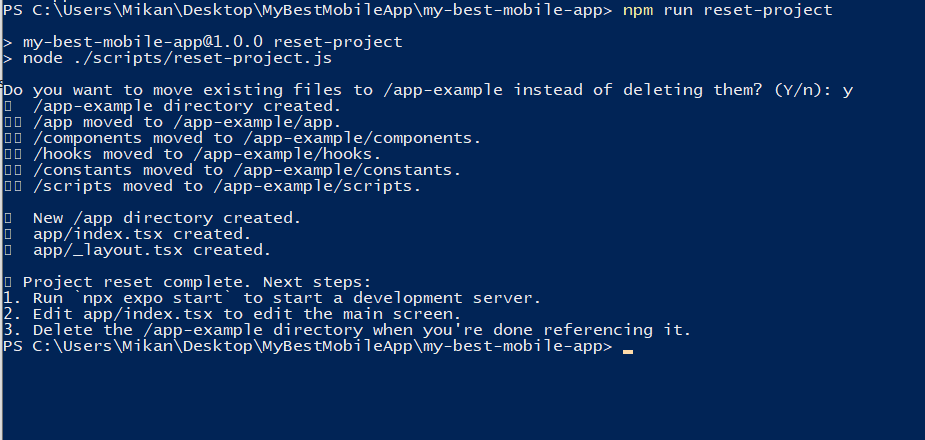 PS C:\Users\Mikan\Desktop\MyBestMobileApp\my-best-mobile-app> npm run reset-project
> my-best-mobile-app@1.0.0 reset-project
> node ./scripts/reset-project.js
Do you want to move existing files to /app-example instead of deleting them? (Y/n): y
/app-example directory created.
/app moved to /app-example/app.
/components moved to /app-example/components.
/hooks moved to /app-example/hooks.
/constants moved to /app-example/constants.
/scripts moved to /app-example/scripts.
New /app directory created.
app/index.tsx created.
app/_layout.tsx created.
Project reset complete. Next steps:
1. Run `npx expo start` to start a development server.
2. Edit app/index.tsx to edit the main screen.
3. Delete the /app-example directory when you're done referencing it.
PS C:\Users\Mikan\Desktop\MyBestMobileApp\my-best-mobile-app>